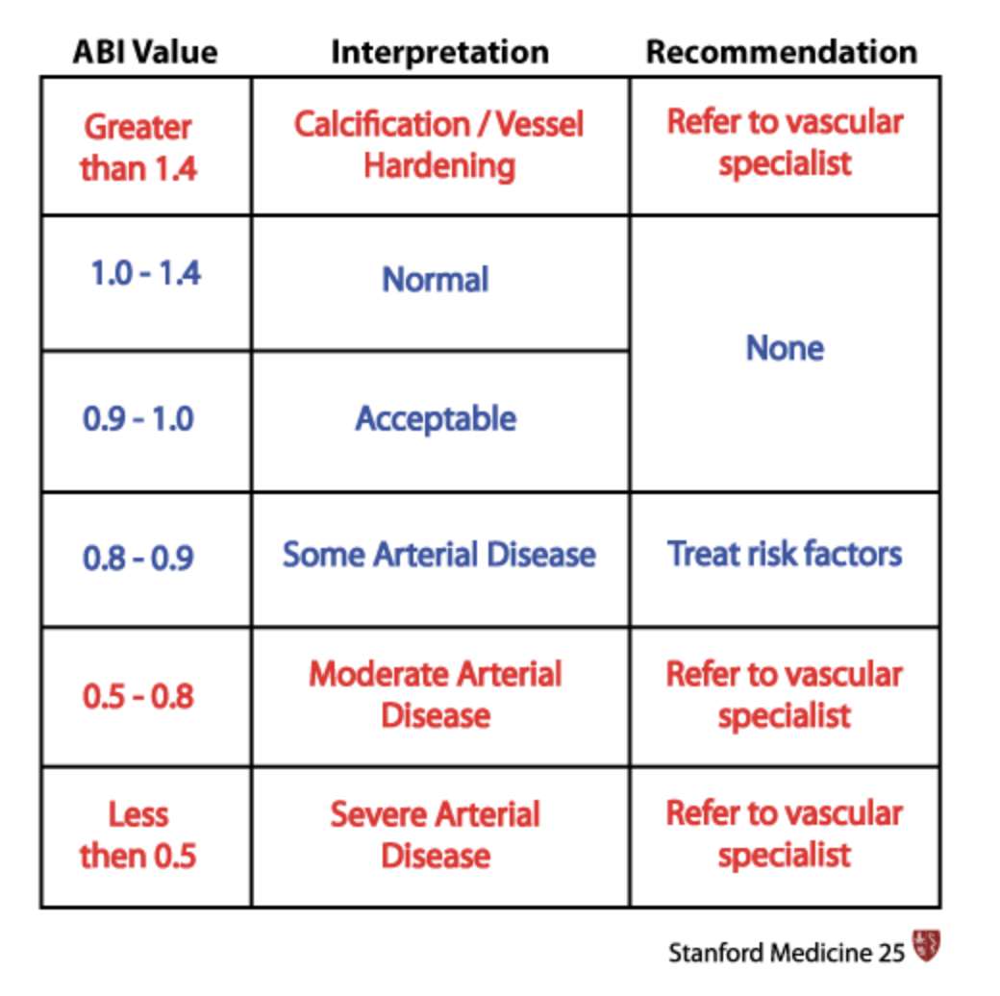 ABI Value Interpretation Recommendation
Greater
than 1.4
Calcification / Vessel
Hardening
Refer to vascular
specialist
1.0 - 1.4
Normal
None
0.9 - 1.0
Acceptable
0.8 - 0.9
Some Arterial Disease
Treat risk factors
0.5 - 0.8
Moderate Arterial
Disease
Refer to vascular
specialist
Less
then 0.5
Severe Arterial
Disease
Refer to vascular
specialist
Stanford Medicine 25